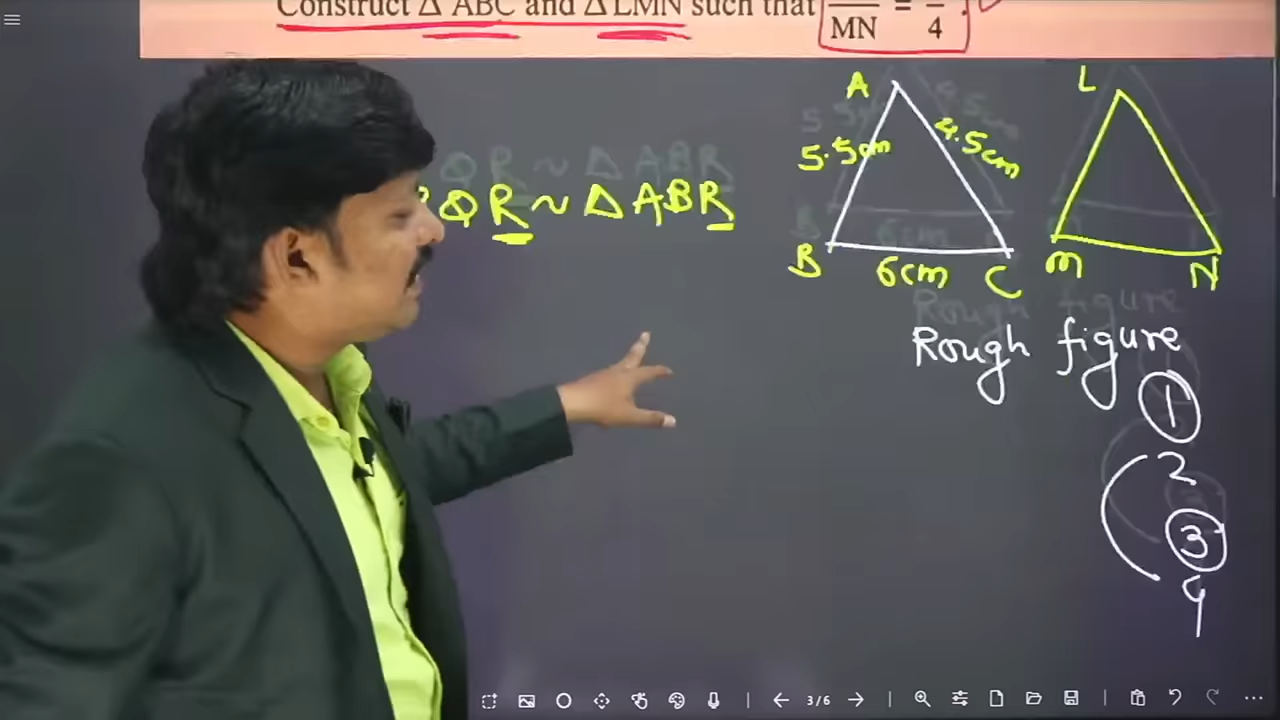 Construct Δ ABC and Δ LMN such that
MN = 4
A
L
5.5cm
4.5cm
QR ~ Δ ABR
B
6cm
C
M
N
Rough figure
1
2
3
4
3/6